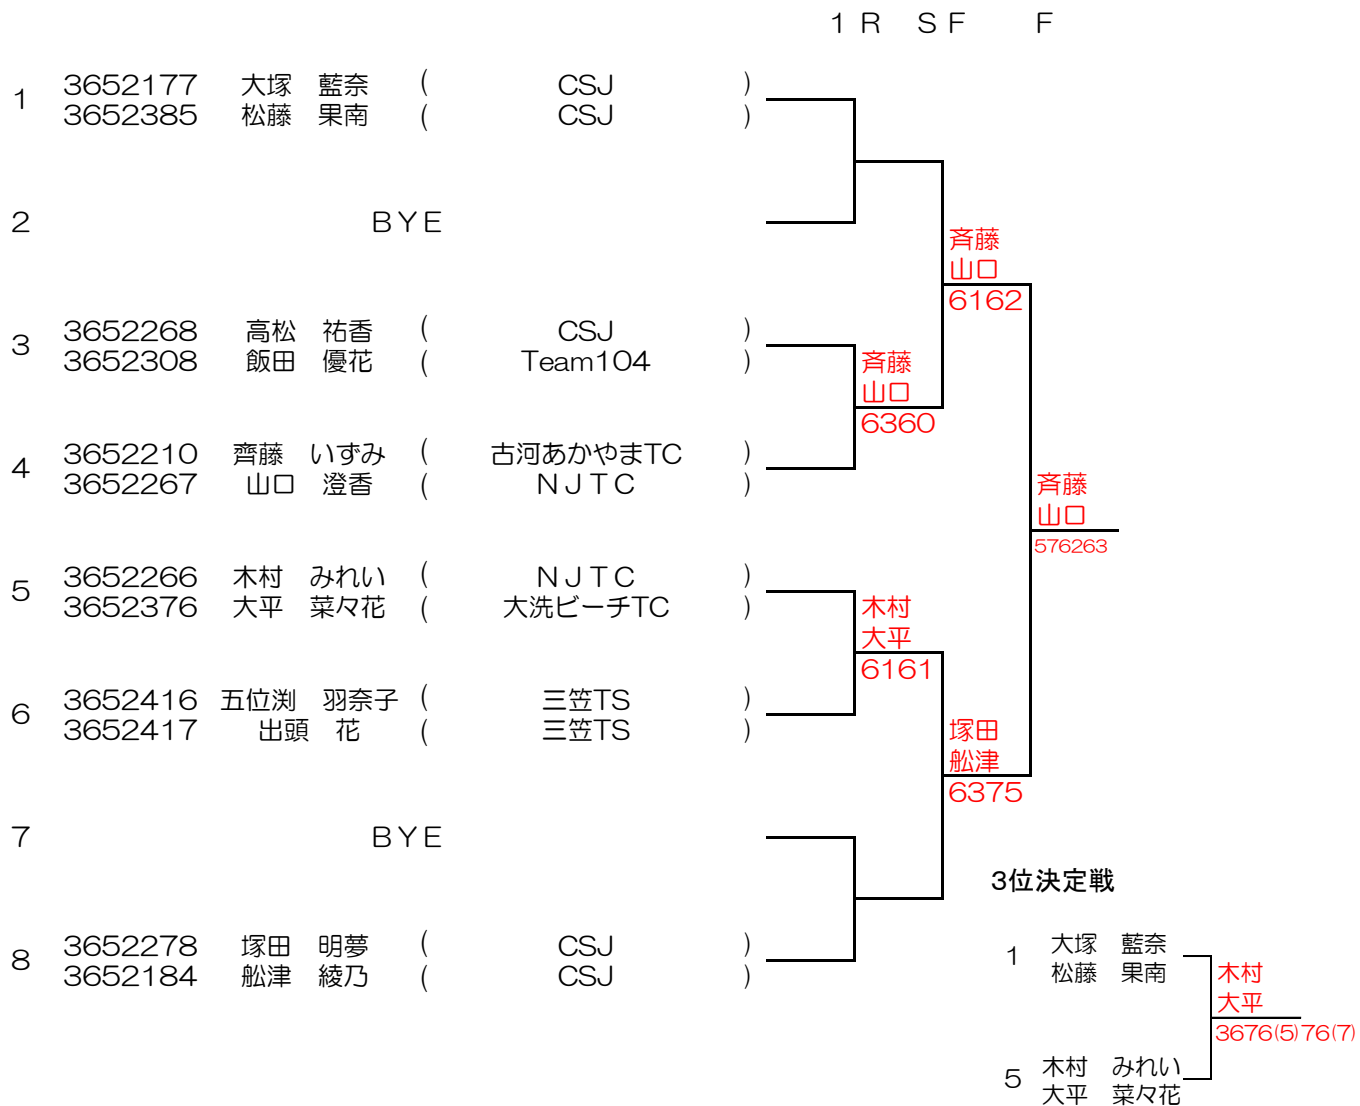 １Ｒ　ＳＦ　　Ｆ
1 3652177 大塚　藍奈 ( CSJ )
3652385 松藤　果南 ( CSJ )
2 ＢＹＥ
斉藤
山口
6162
3 3652268 高松　祐香 ( CSJ )
3652308 飯田　優花 ( Team104 )
斉藤
山口
6360
4 3652210 齊藤　いずみ ( 古河あかやまTC )
3652267 山口　澄香 ( ＮＪＴＣ )
斉藤
山口
576263
5 3652266 木村　みれい ( ＮＪＴＣ )
3652376 大平　菜々花 ( 大洗ビーチTC )
木村
大平
6161
6 3652416 五位渕　羽奈子 ( 三笠TS )
3652417 出頭　花 ( 三笠TS )
塚田
舩津
6375
7 ＢＹＥ
8 3652278 塚田　明夢 ( CSJ )
3652184 舩津　綾乃 ( CSJ )
3位決定戦
1 大塚　藍奈
松藤　果南
木村
大平
3676(5)76(7)
5 木村　みれい
大平　菜々花